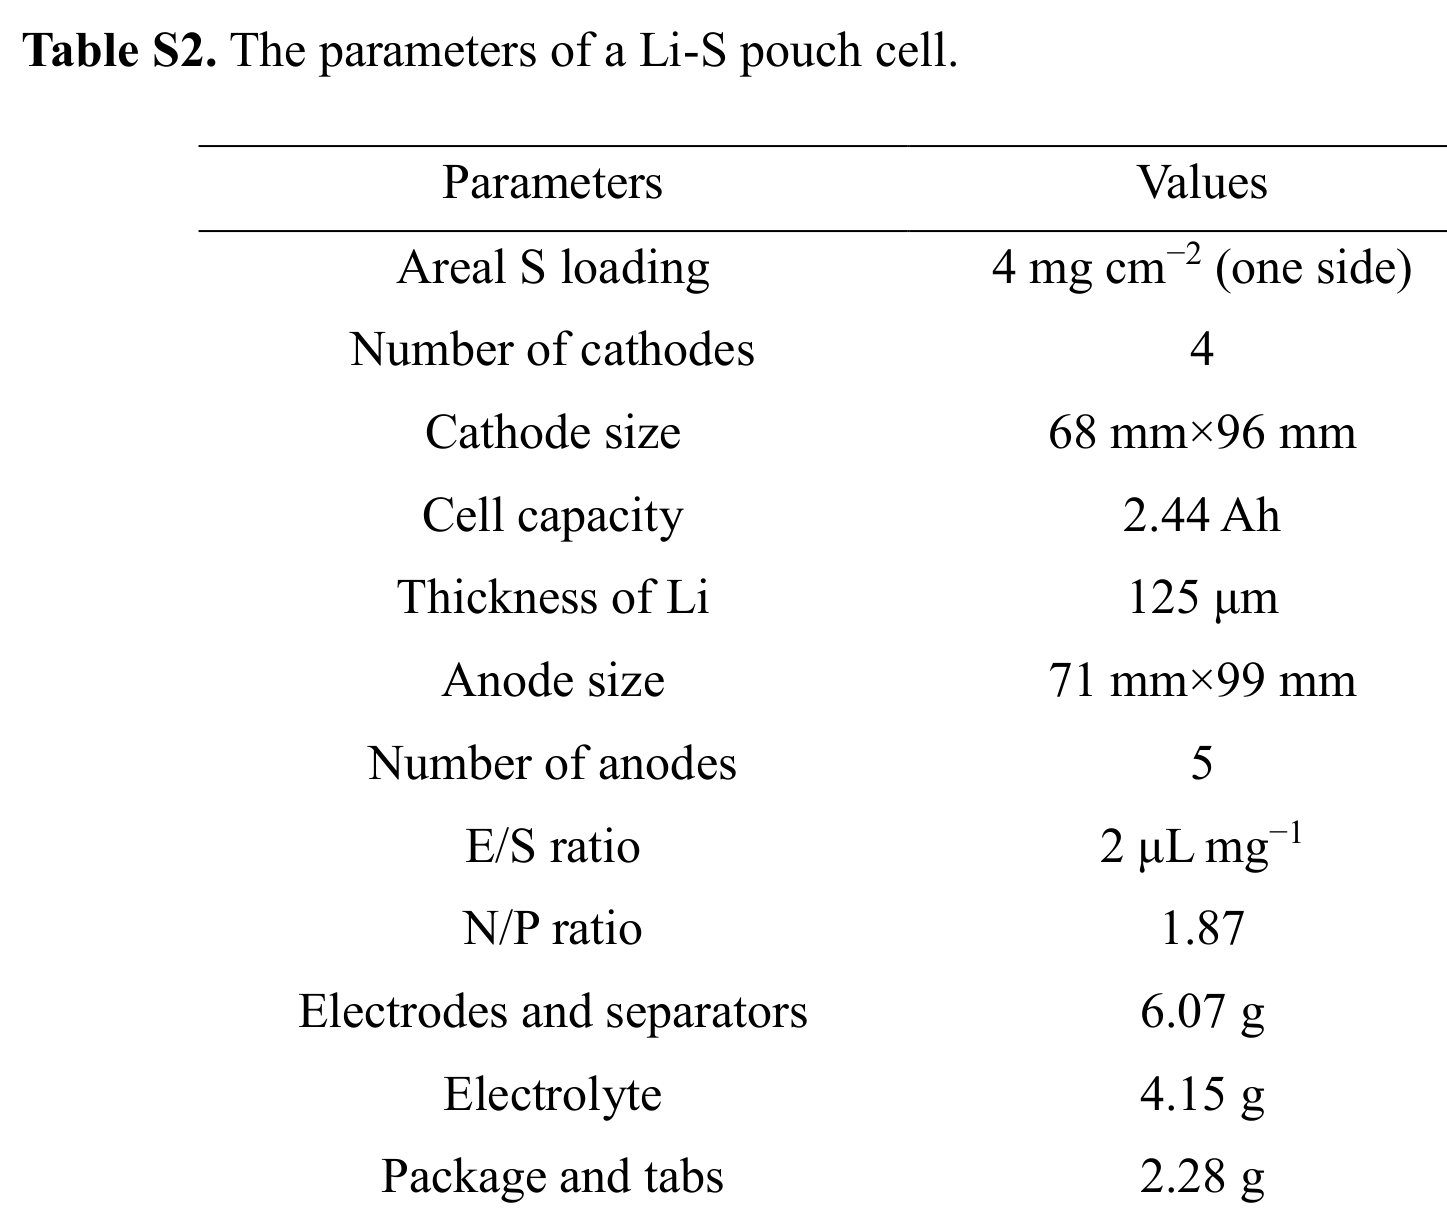 Table S2. The parameters of a Li-S pouch cell.
Parameters Values
Areal S loading 4 mg cm⁻² (one side)
Number of cathodes 4
Cathode size 68 mm×96 mm
Cell capacity 2.44 Ah
Thickness of Li 125 μm
Anode size 71 mm×99 mm
Number of anodes 5
E/S ratio 2 μL mg⁻¹
N/P ratio 1.87
Electrodes and separators 6.07 g
Electrolyte 4.15 g
Package and tabs 2.28 g